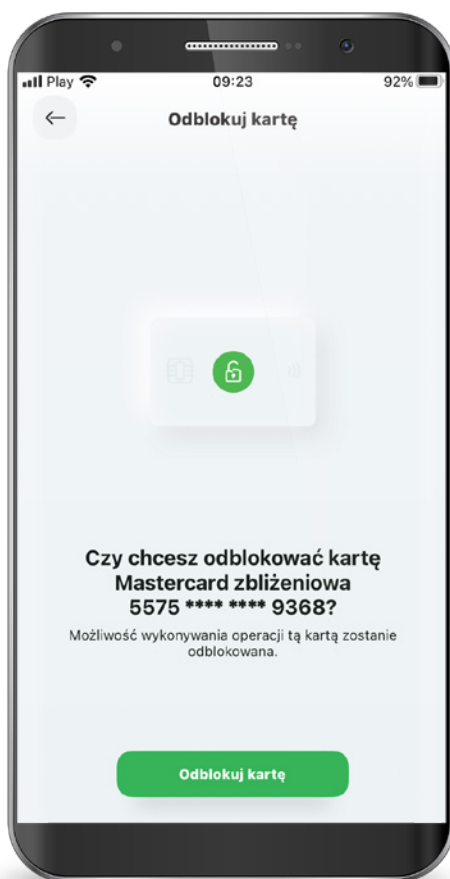 Play 09:23 92%
Odblokuj kartę
Czy chcesz odblokować kartę
Mastercard zbliżeniowa
5575 **** **** 9368?
Możliwość wykonywania operacji tą kartą zostanie
odblokowana.
Odblokuj kartę